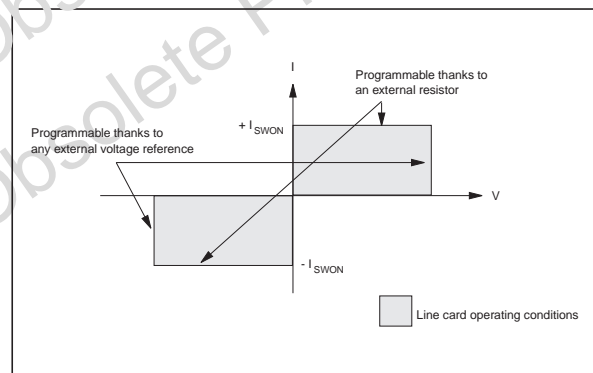 Obsolete
I
Programmable thanks to
an external resistor
+ I SWON
Programmable thanks to
any external voltage reference
V
- I SWON
Line card operating conditions